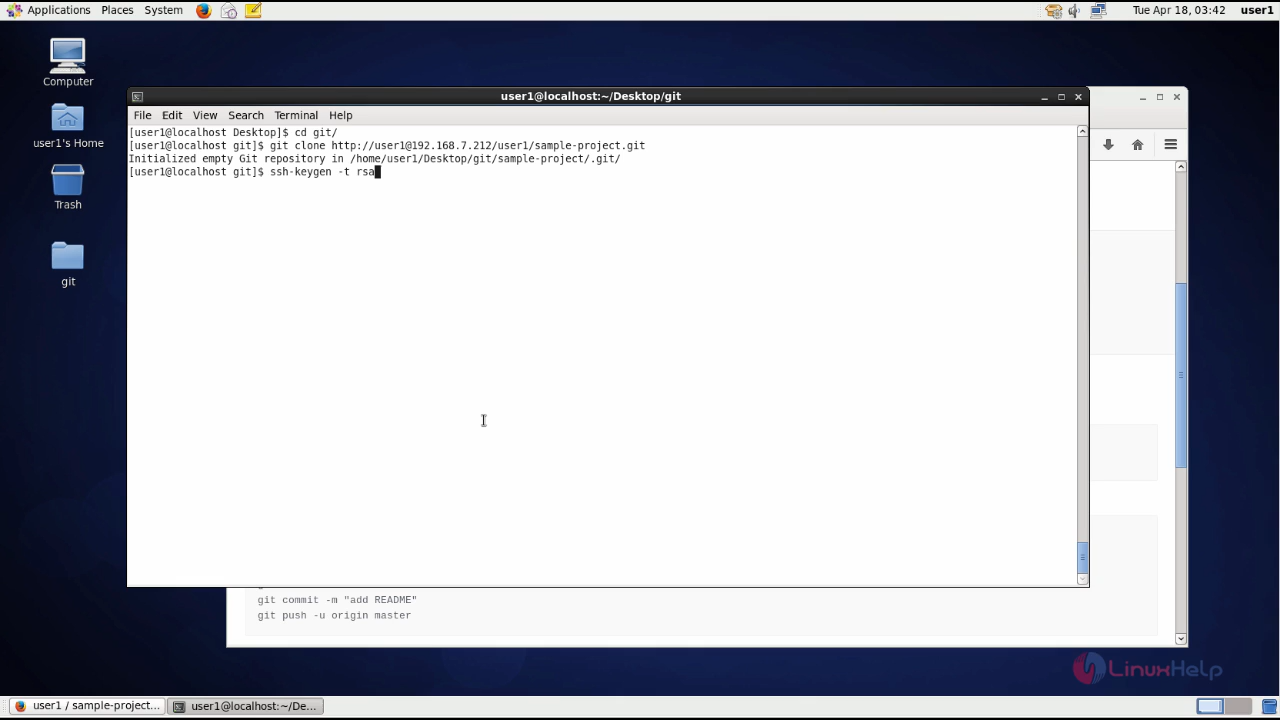 Applications Places System Tue Apr 18, 03:42 user1
Computer
user1's Home
Trash
git
user1@localhost:~/Desktop/git
File Edit View Search Terminal Help
[user1@localhost Desktop]$ cd git/
[user1@localhost git]$ git clone http://user1@192.168.7.212/user1/sample-project.git
Initialized empty Git repository in /home/user1/Desktop/git/sample-project/.git/
[user1@localhost git]$ ssh-keygen -t rsa
git commit -m "add README"
git push -u origin master
LinuxHelp
user1 / sample-project... user1@localhost:~/De...